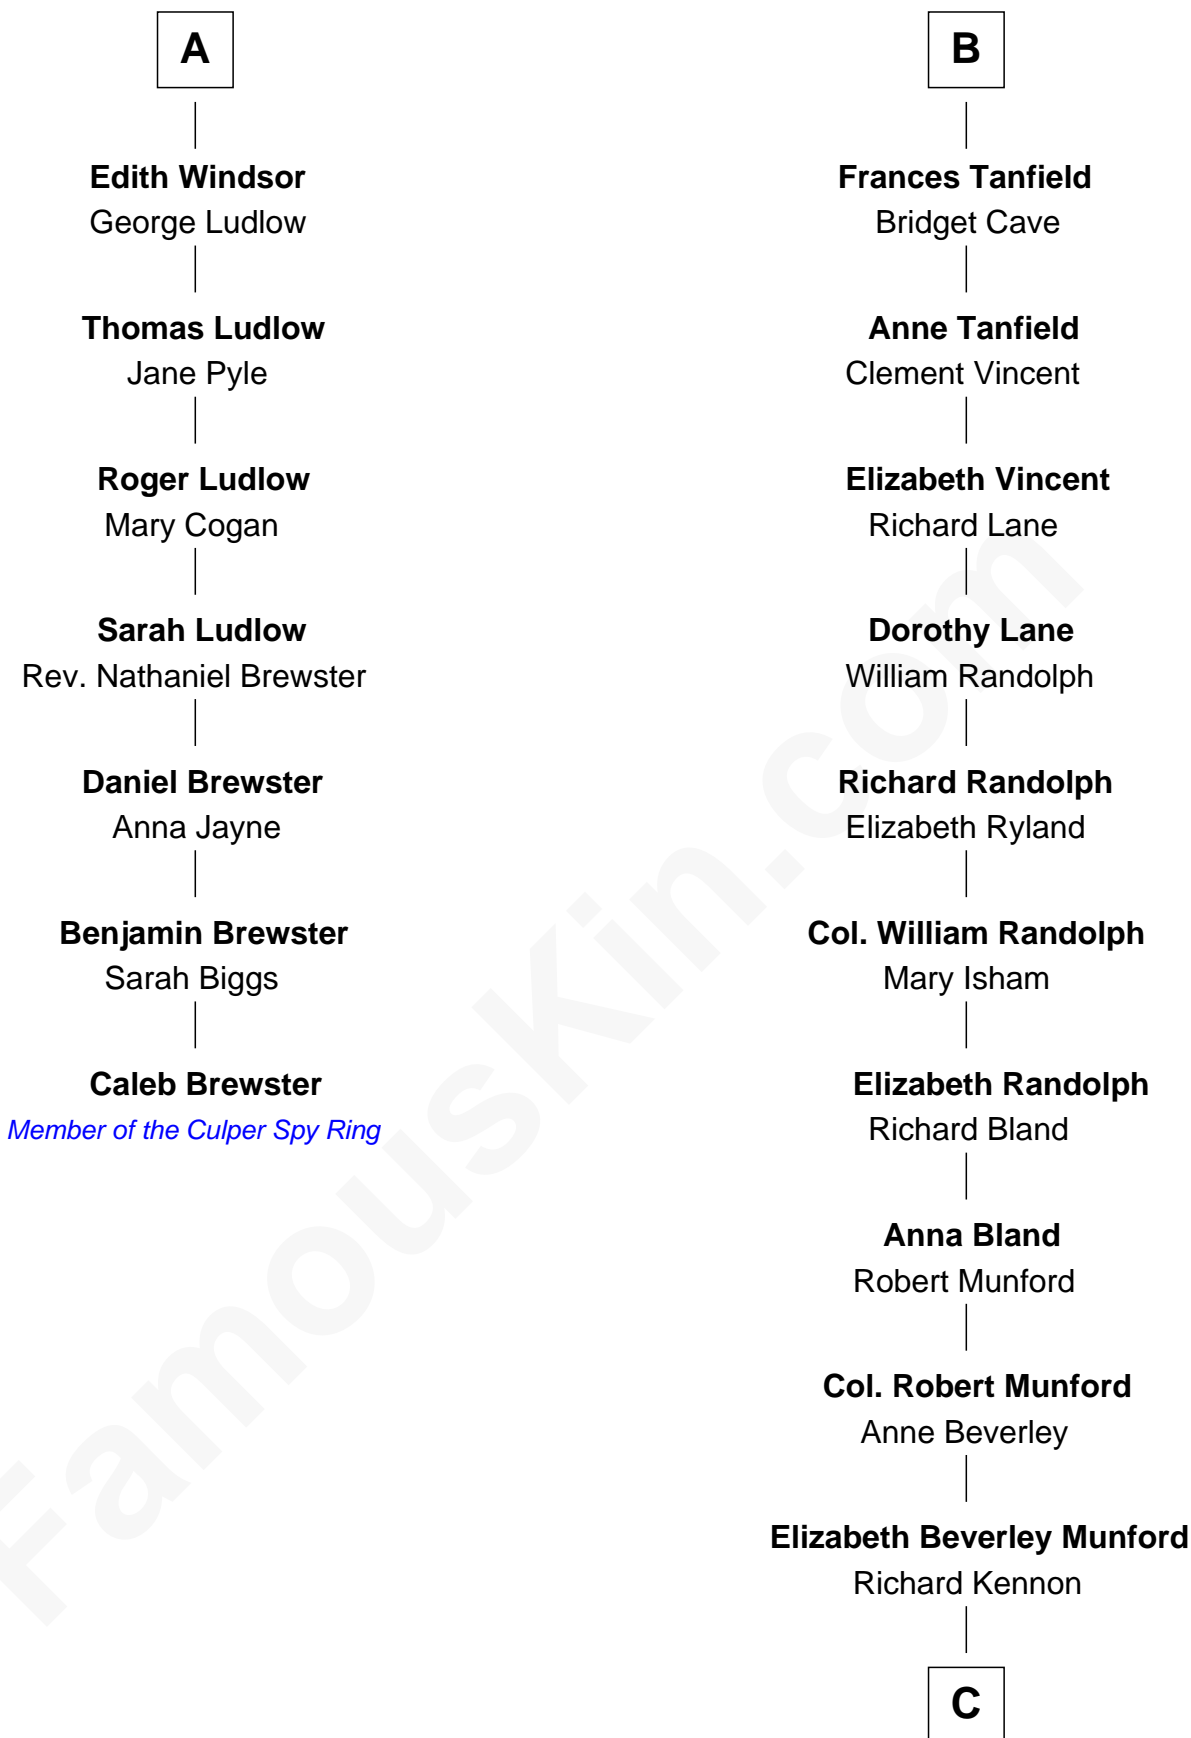 A
Edith Windsor
George Ludlow
Thomas Ludlow
Jane Pyle
Roger Ludlow
Mary Cogan
Sarah Ludlow
Rev. Nathaniel Brewster
Daniel Brewster
Anna Jayne
Benjamin Brewster
Sarah Biggs
Caleb Brewster
Member of the Culper Spy Ring
B
Frances Tanfield
Bridget Cave
Anne Tanfield
Clement Vincent
Elizabeth Vincent
Richard Lane
Dorothy Lane
William Randolph
Richard Randolph
Elizabeth Ryland
Col. William Randolph
Mary Isham
Elizabeth Randolph
Richard Bland
Anna Bland
Robert Munford
Col. Robert Munford
Anne Beverley
Elizabeth Beverley Munford
Richard Kennon
C
FamousKin.com